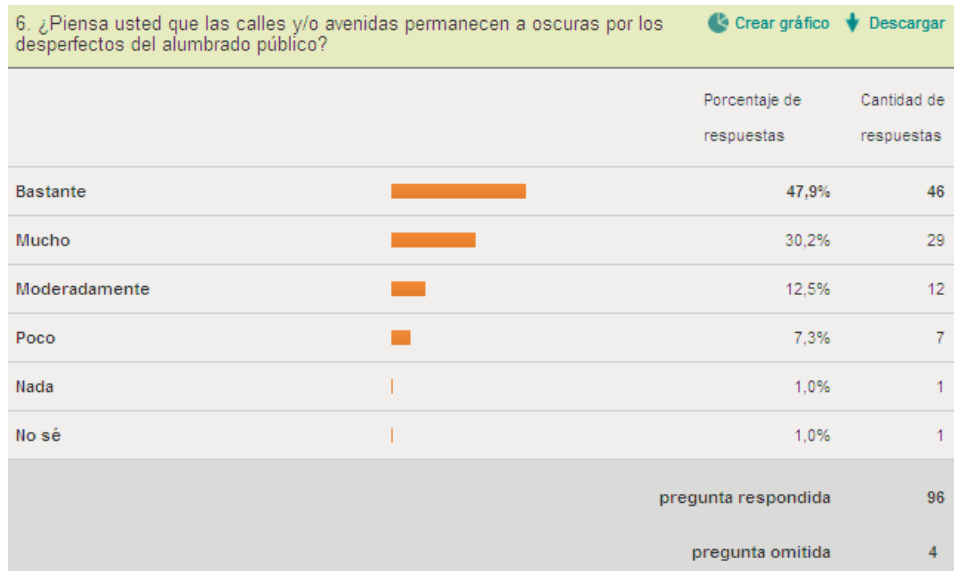 6. ¿Piensa usted que las calles y/o avenidas permanecen a oscuras por los
desperfectos del alumbrado público?
Crear gráfico Descargar
Porcentaje de respuestas Cantidad de respuestas
Bastante 47,9% 46
Mucho 30,2% 29
Moderadamente 12,5% 12
Poco 7,3% 7
Nada 1,0% 1
No sé 1,0% 1
pregunta respondida 96
pregunta omitida 4